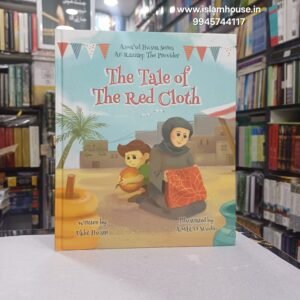 www.islamhouse.in
9945744117
Asma'ul Husna Series
Ar-Razzaq The Provider
The Tale of
The Red Cloth
written by
illustrated by